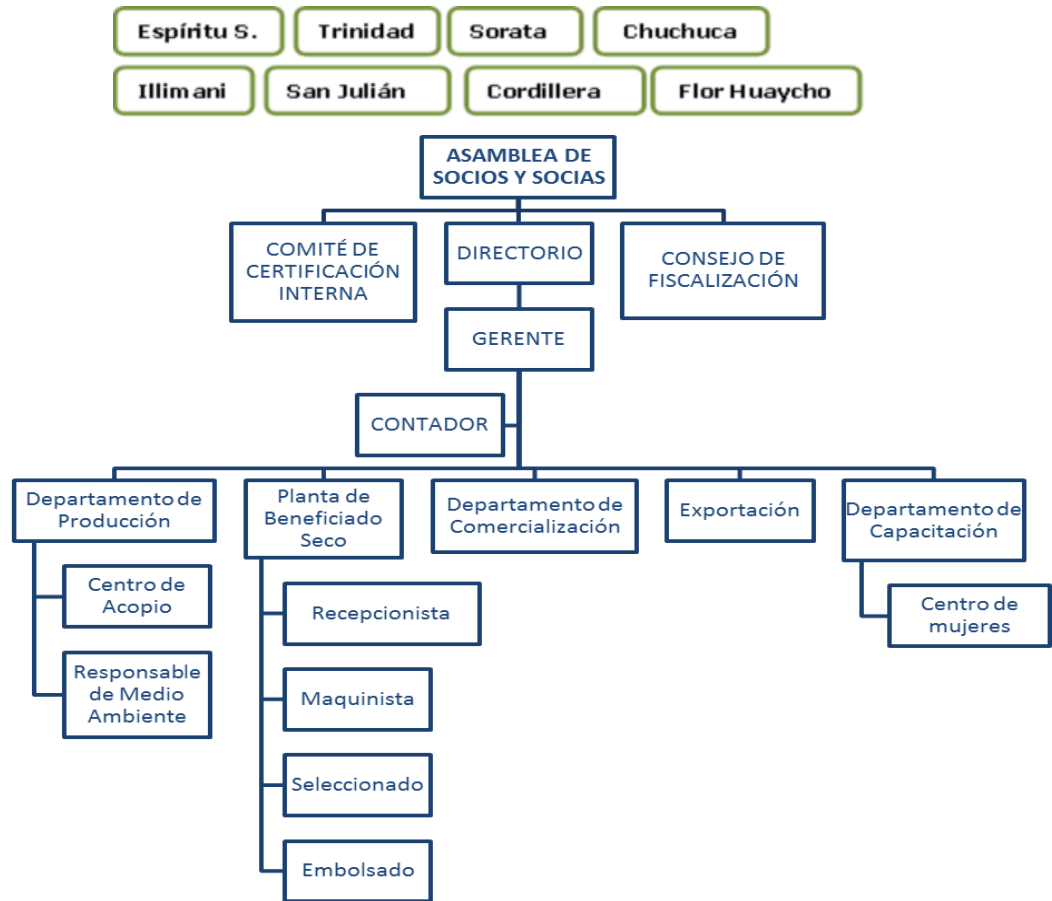 Espíritu S.
Trinidad
Sorata
Chuchuca
Illimani
San Julián
Cordillera
Flor Huaycho
ASAMBLEA DE
SOCIOS Y SOCIAS
COMITÉ DE
CERTIFICACIÓN
INTERNA
DIRECTORIO
CONSEJO DE
FISCALIZACIÓN
GERENTE
CONTADOR
Departamento de
Producción
Centro de
Acopio
Responsable
de Medio
Ambiente
Planta de
Beneficiado
Seco
Recepcionista
Maquinista
Seleccionado
Embolsado
Departamento de
Comercialización
Exportación
Departamento de
Capacitación
Centro de
mujeres